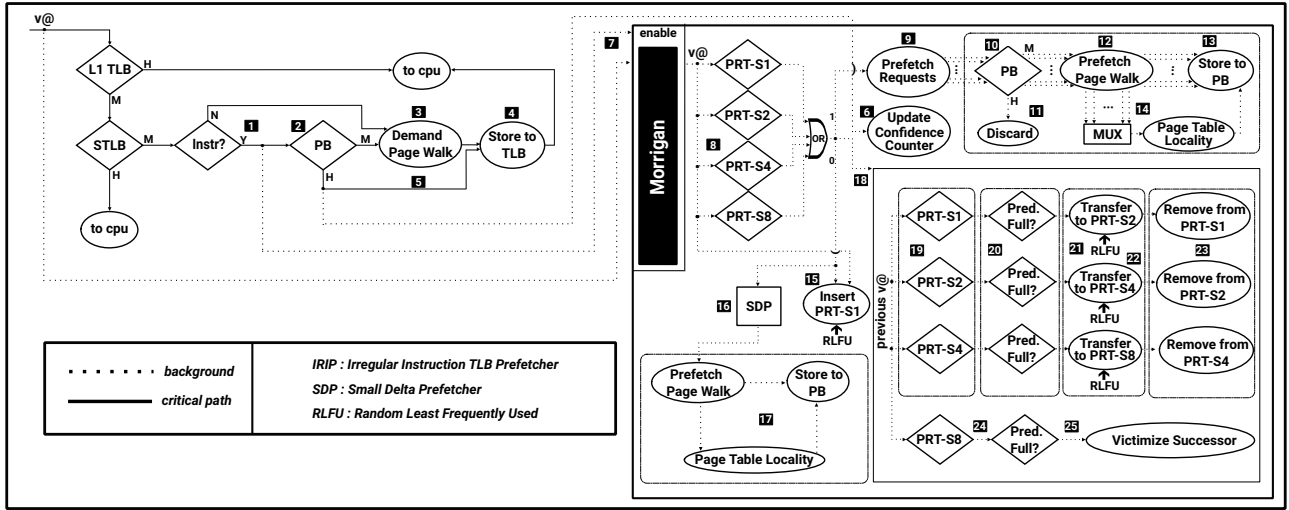 v@
L1 TLB
H
to cpu
M
STLB
M
H
to cpu
Instr?
N
1
Y
2
PB
M
H
3
Demand
Page Walk
4
Store to
TLB
5
7
enable
Morrigan
v@
PRT-S1
PRT-S2
8
PRT-S4
PRT-S8
OR
1
0
9
Prefetch
Requests
6
Update
Confidence
Counter
10
PB
M
H
11
Discard
12
Prefetch
Page Walk
...
14
MUX
Page Table
Locality
13
Store to
PB
15
Insert
PRT-S1
RLFU
16
SDP
Prefetch
Page Walk
Store to
PB
17
Page Table Locality
18
previous v@
PRT-S1
Pred.
Full?
Transfer
to PRT-S2
RLFU
Remove from
PRT-S1
19
20
21
22
23
PRT-S2
Pred.
Full?
Transfer
to PRT-S4
RLFU
Remove from
PRT-S2
PRT-S4
Pred.
Full?
Transfer
to PRT-S8
RLFU
Remove from
PRT-S4
PRT-S8
24
Pred.
Full?
25
Victimize Successor
background
critical path
IRIP : Irregular Instruction TLB Prefetcher
SDP : Small Delta Prefetcher
RLFU : Random Least Frequently Used